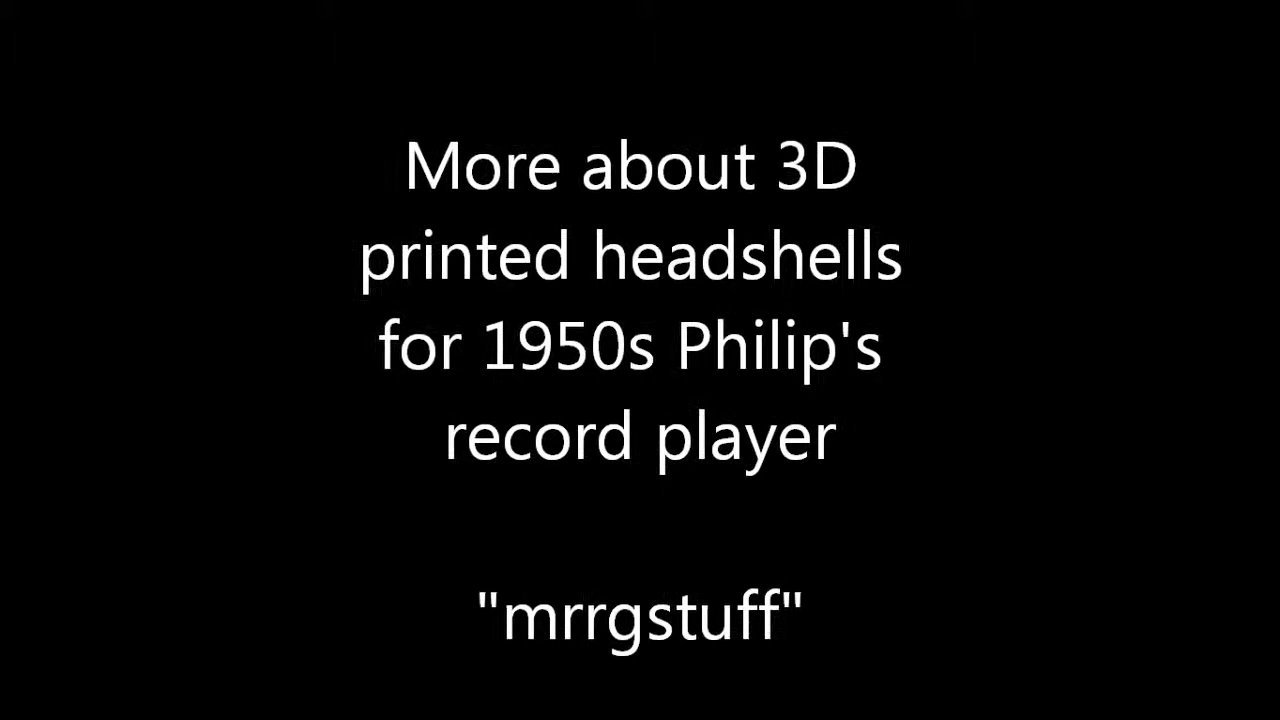 More about 3D
printed headshells
for 1950s Philip's
record player
"mrrgstuff"